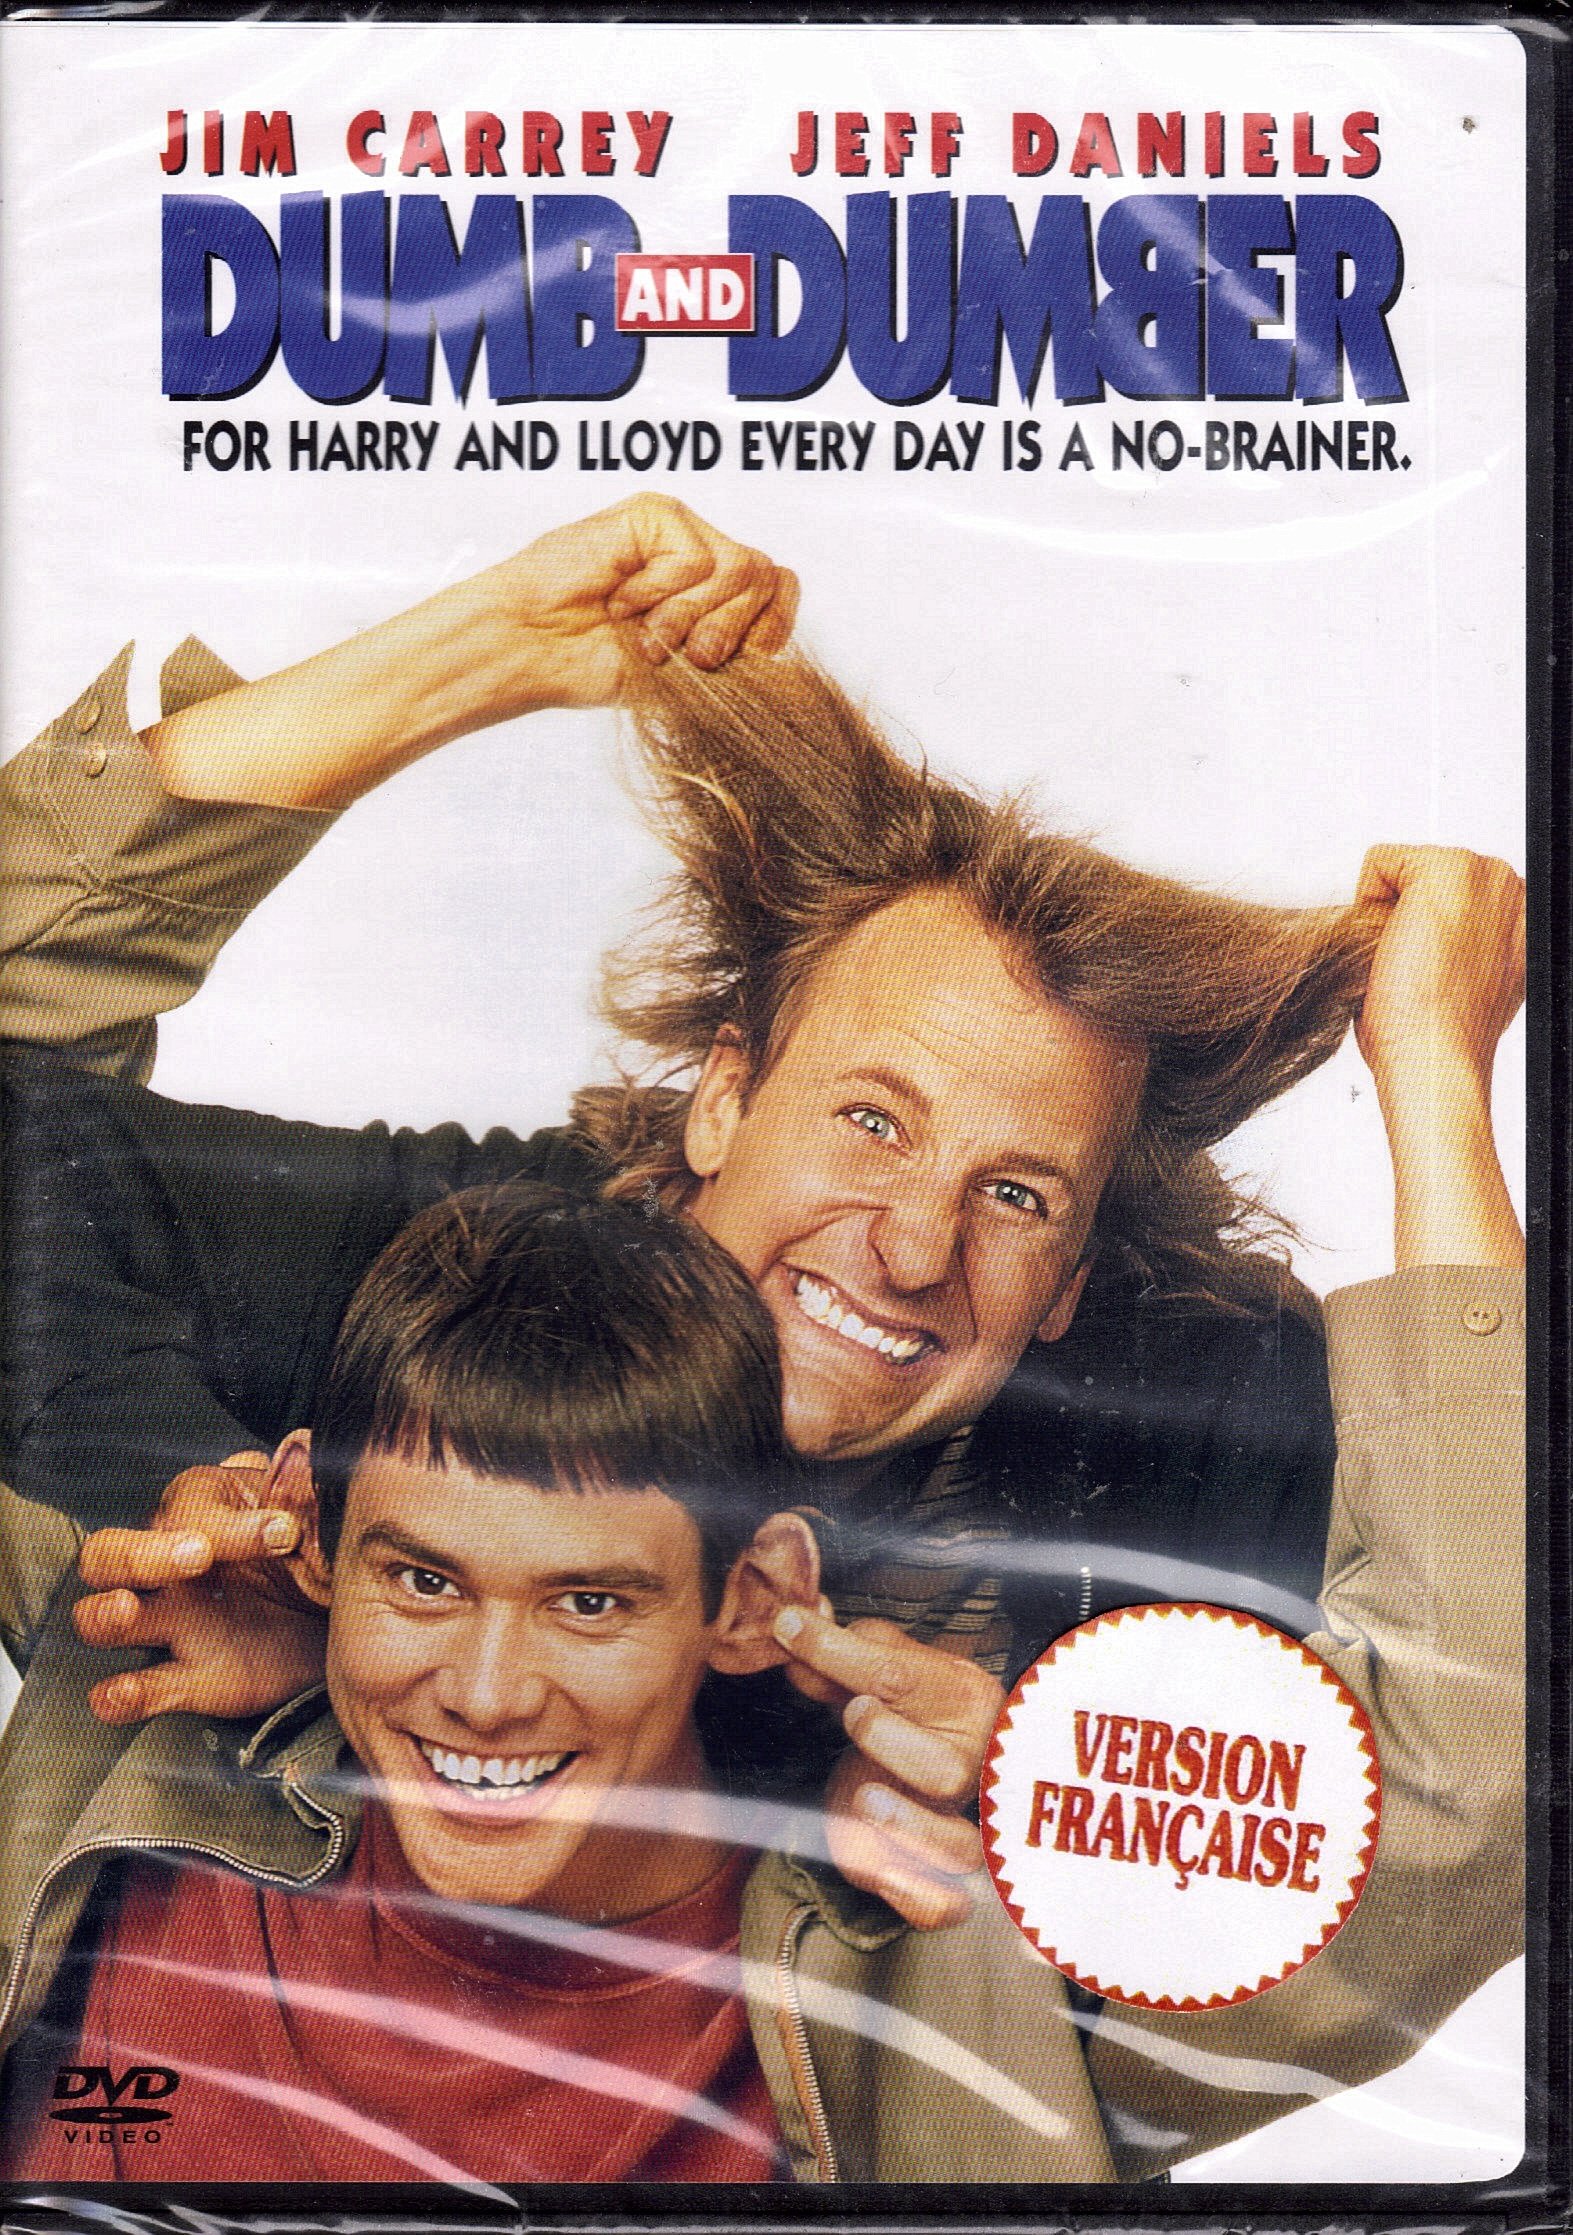 JIM CARREY JEFF DANIELS
DUMB AND DUMBER
FOR HARRY AND LLOYD EVERY DAY IS A NO-BRAINER.
VERSION
FRANÇAISE
DVD
VIDEO